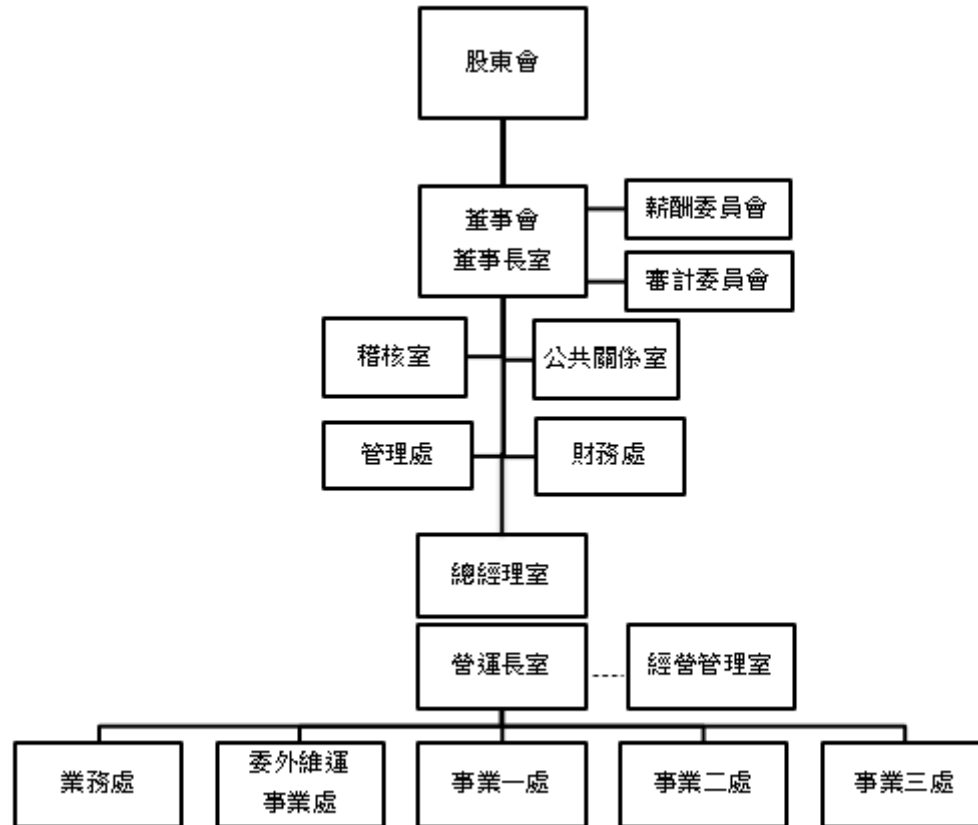 股東會
董事會
董事長室
薪酬委員會
審計委員會
稽核室
公共關係室
管理處
財務處
總經理室
營運長室
經營管理室
業務處
委外維運
事業處
事業一處
事業二處
事業三處